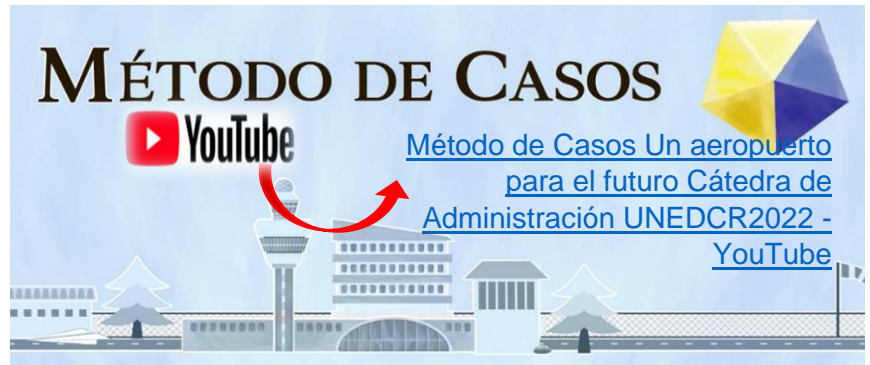 MÉTODO DE CASOS
YouTube
Método de Casos Un aeropuerto
para el futuro Cátedra de
Administración UNEDCR2022 -
YouTube